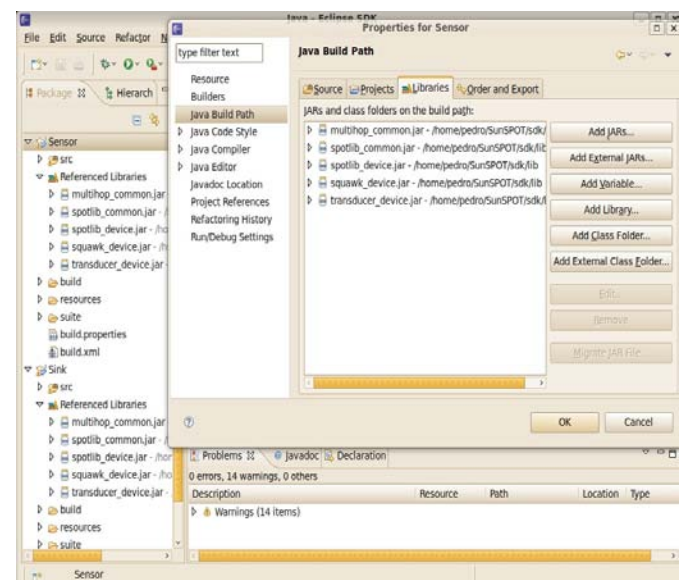 Java - Eclipse SDK
File Edit Source Refactor N
Package Hierarch
Sensor
src
Referenced Libraries
multihop_common.jar
spotlib_common.jar - /
spotlib_device.jar - /ho
squawk_device.jar - /h
transducer_device.jar -
build
resources
suite
build.properties
build.xml
Sink
src
Referenced Libraries
multihop_common.jar
spotlib_common.jar - /
spotlib_device.jar - /hor
squawk_device.jar - /ho
transducer_device.jar -
build
resources
suite
Sensor
Properties for Sensor
type filter text
Resource
Builders
Java Build Path
Java Code Style
Java Compiler
Java Editor
Javadoc Location
Project References
Refactoring History
Run/Debug Settings
Java Build Path
Source Projects Libraries Order and Export
JARs and class folders on the build path:
multihop_common.jar - /home/pedro/SunSPOT/sdk/
spotlib_common.jar - /home/pedro/SunSPOT/sdk/lib
spotlib_device.jar - /home/pedro/SunSPOT/sdk/lib
squawk_device.jar - /home/pedro/SunSPOT/sdk/lib
transducer_device.jar - /home/pedro/SunSPOT/sdk/l
Add JARs...
Add External JARs...
Add Variable...
Add Library...
Add Class Folder...
Add External Class Folder...
Edit...
Remove
Migrate JAR File...
OK Cancel
Problems Javadoc Declaration
0 errors, 14 warnings, 0 others
Description Resource Path Location Type
Warnings (14 items)